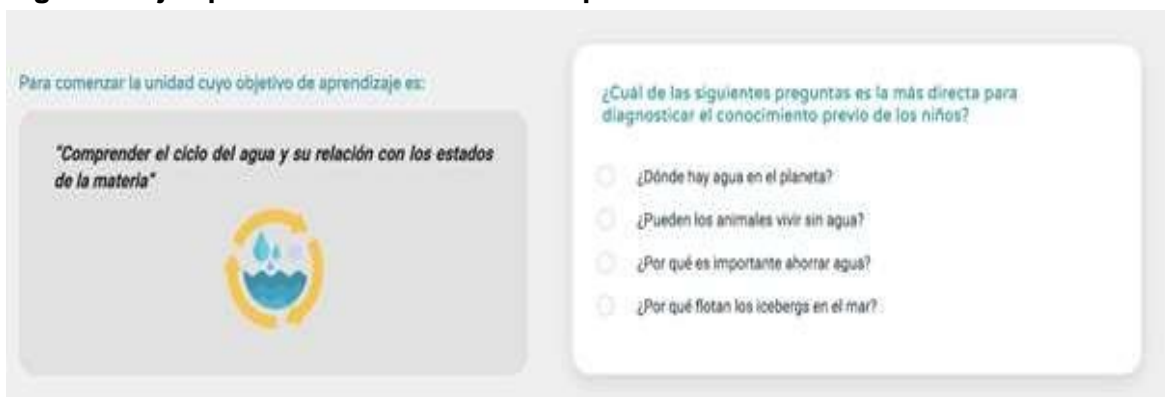 Para comenzar la unidad cuyo objetivo de aprendizaje es:
"Comprender el ciclo del agua y su relación con los estados
de la materia"
¿Cuál de las siguientes preguntas es la más directa para
diagnosticar el conocimiento previo de los niños?
¿Dónde hay agua en el planeta?
¿Pueden los animales vivir sin agua?
¿Por qué es importante ahorrar agua?
¿Por qué flotan los icebergs en el mar?